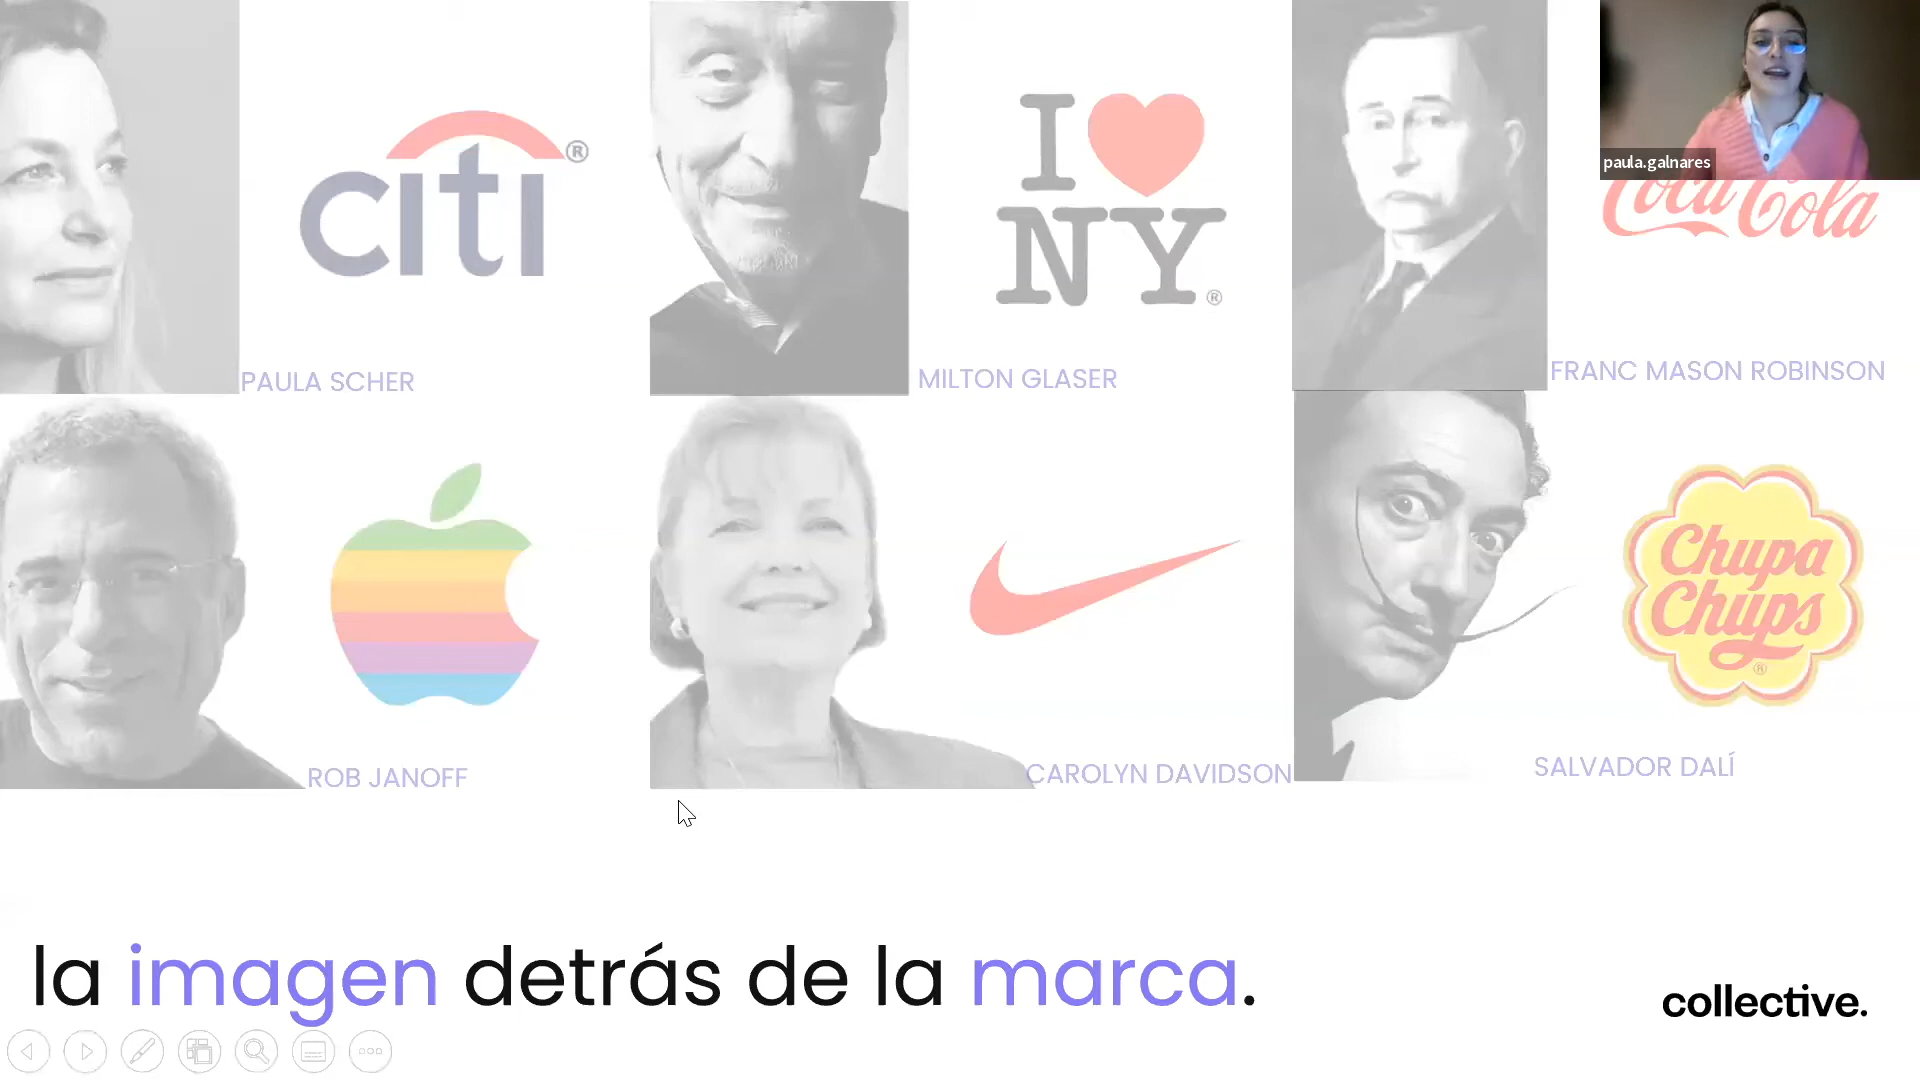 citi®
I ❤
NY®
paula.galnares
Coca Cola
PAULA SCHER
MILTON GLASER
FRANC MASON ROBINSON
Chupa
Chups
®
ROB JANOFF
CAROLYN DAVIDSON
SALVADOR DALÍ
la imagen detrás de la marca.
collective.